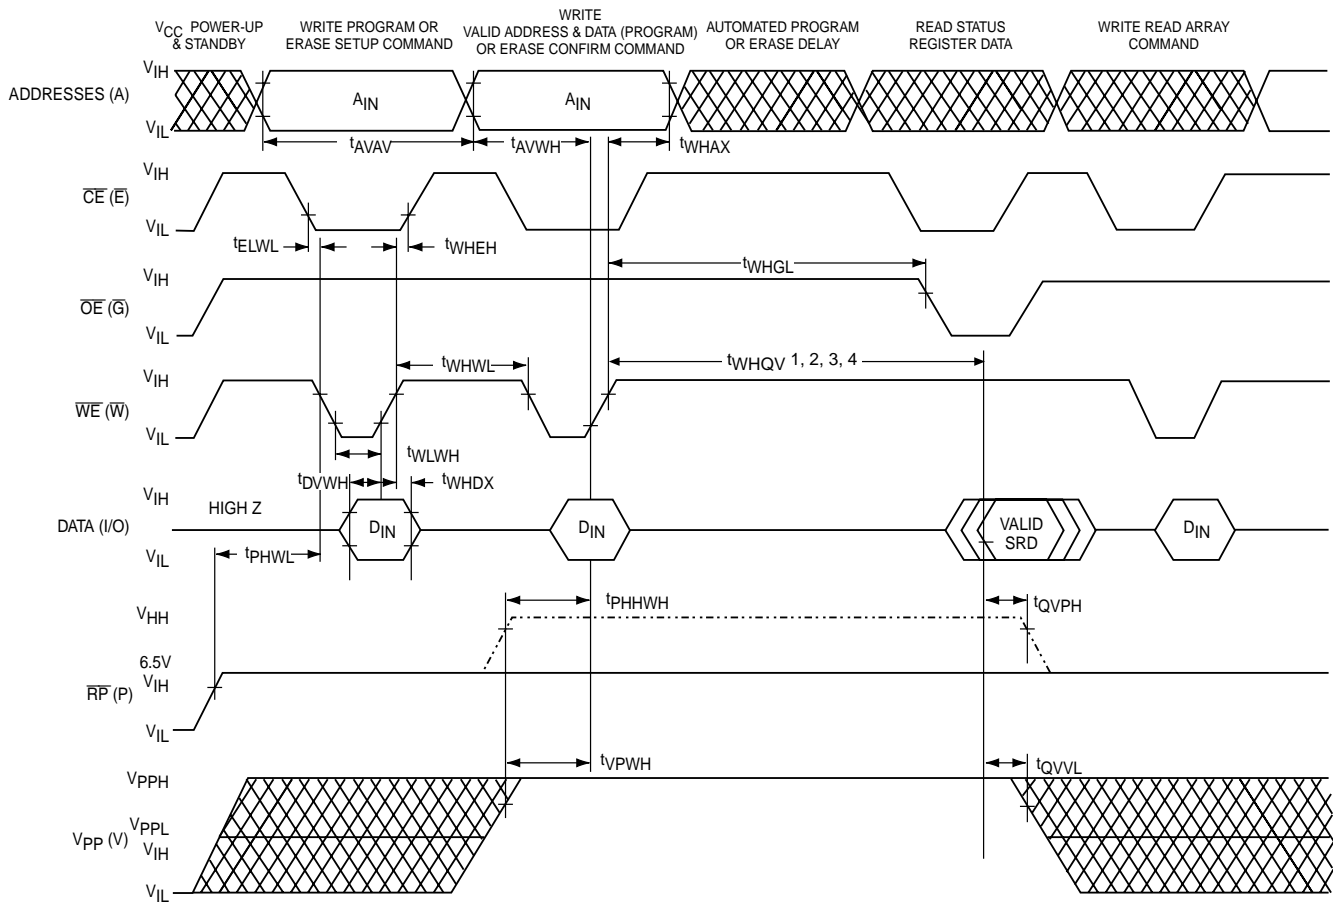 VCC POWER-UP
& STANDBY
WRITE PROGRAM OR
ERASE SETUP COMMAND
WRITE
VALID ADDRESS & DATA (PROGRAM)
OR ERASE CONFIRM COMMAND
AUTOMATED PROGRAM
OR ERASE DELAY
READ STATUS
REGISTER DATA
WRITE READ ARRAY
COMMAND
VIH
ADDRESSES (A)
AIN
AIN
VIL
tAVAV
tAVWH
tWHAX
VIH
C̅E̅ (E̅)
VIL
tELWL
tWHEH
VIH
tWHGL
O̅E̅ (G̅)
VIL
tWHWL
tWHQV 1, 2, 3, 4
VIH
W̅E̅ (W̅)
VIL
tWLWH
tDVWH
tWHDX
VIH
HIGH Z
DATA (I/O)
DIN
DIN
VALID
SRD
DIN
VIL
tPHWL
tPHHWH
tQVPH
VHH
6.5V
VIH
R̅P̅ (P)
VIL
tVPWH
tQVVL
VPPH
VPPL
VPP (V)
VIH
VIL